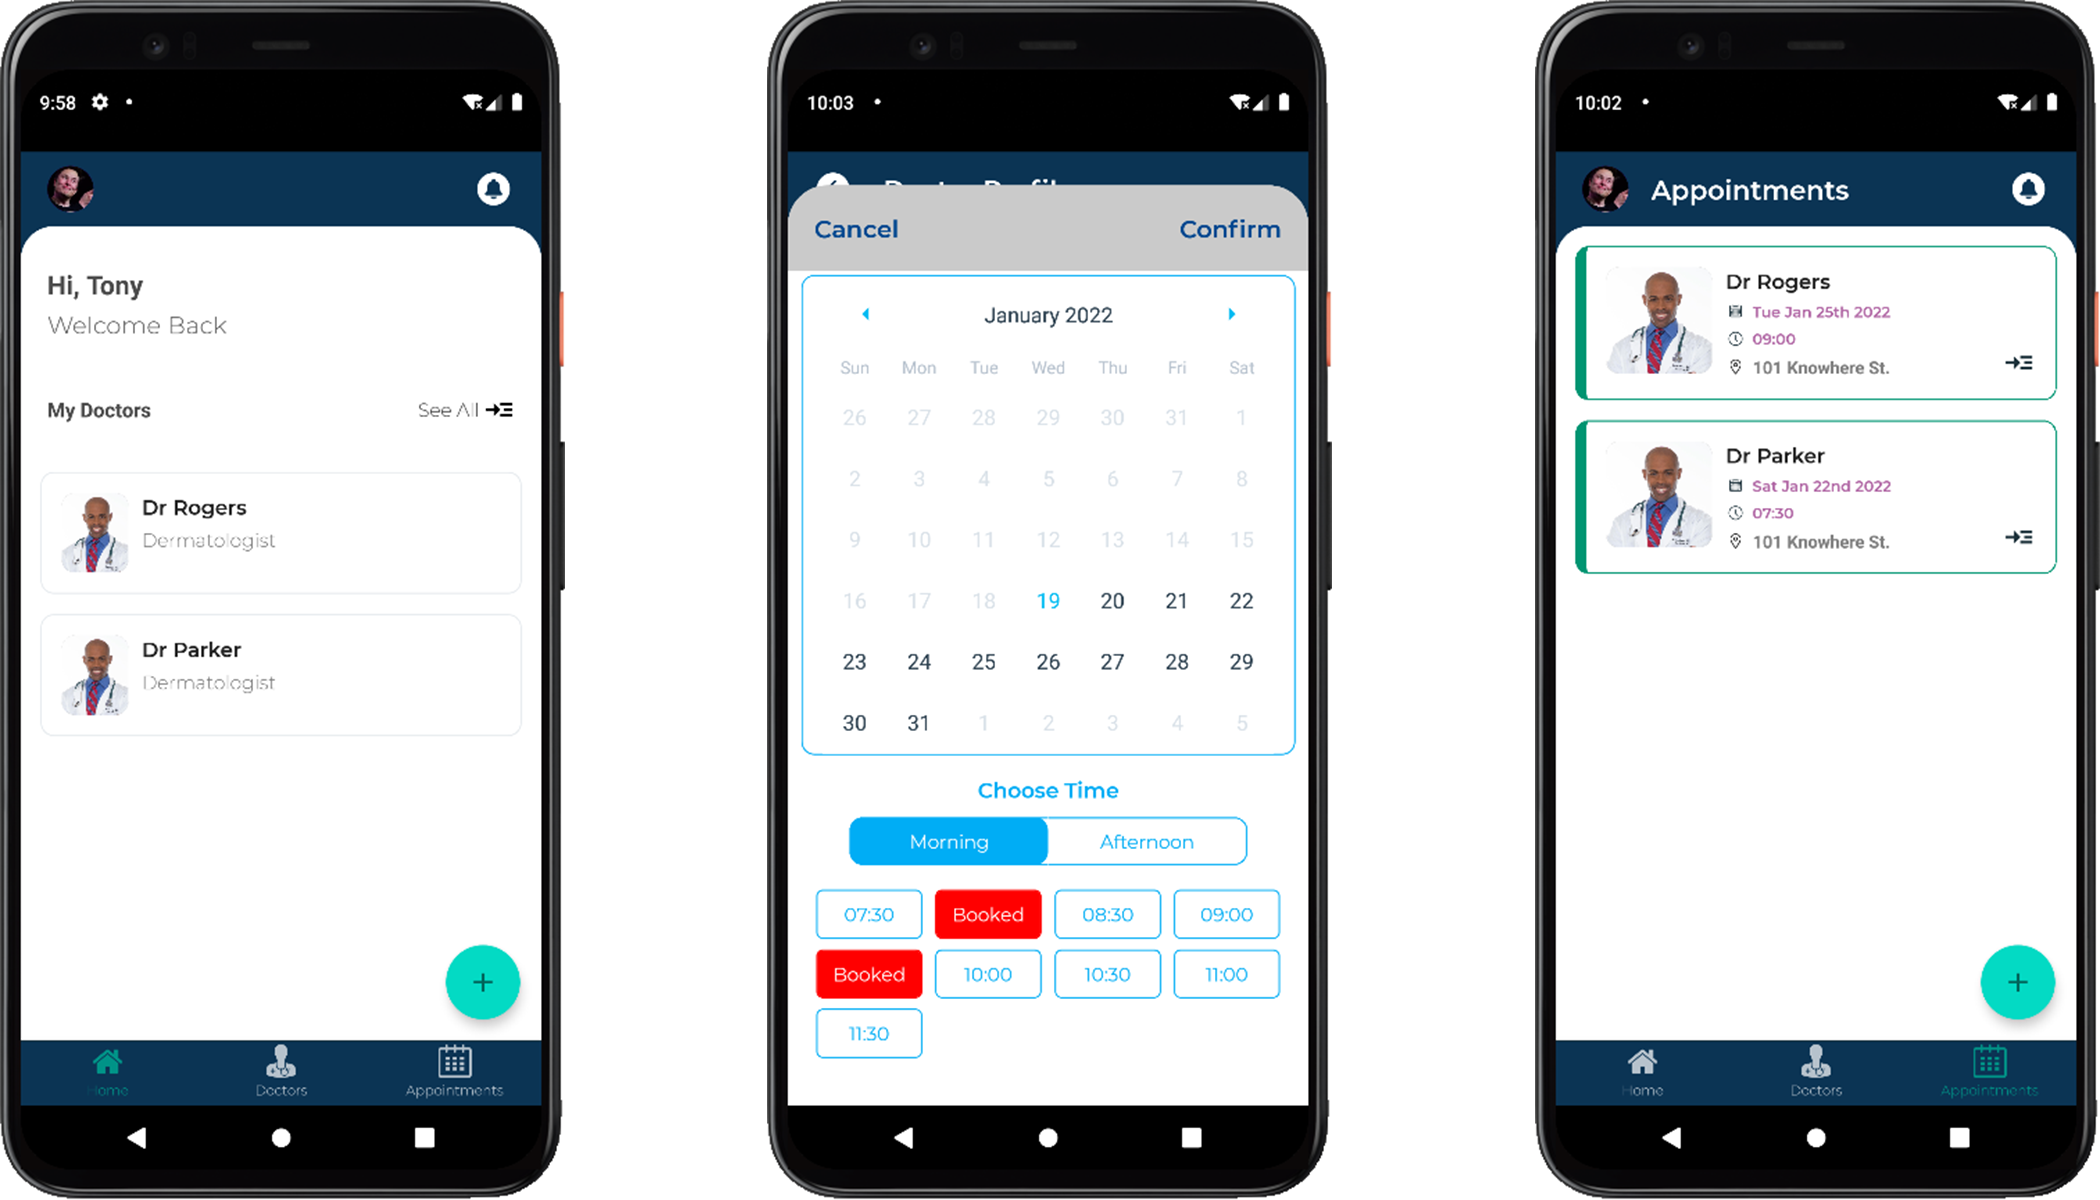 9:58
Hi, Tony
Welcome Back
My Doctors
See All
Dr Rogers
Dermatologist
Dr Parker
Dermatologist
Home
Doctors
Appointments
10:03
Cancel
Confirm
January 2022
Sun Mon Tue Wed Thu Fri Sat
26 27 28 29 30 31 1
2 3 4 5 6 7 8
9 10 11 12 13 14 15
16 17 18 19 20 21 22
23 24 25 26 27 28 29
30 31 1 2 3 4 5
Choose Time
Morning
Afternoon
07:30 Booked 08:30 09:00
Booked 10:00 10:30 11:00
11:30
10:02
Appointments
Dr Rogers
Tue Jan 25th 2022
09:00
101 Knowhere St.
Dr Parker
Sat Jan 22nd 2022
07:30
101 Knowhere St.
Home
Doctors
Appointments